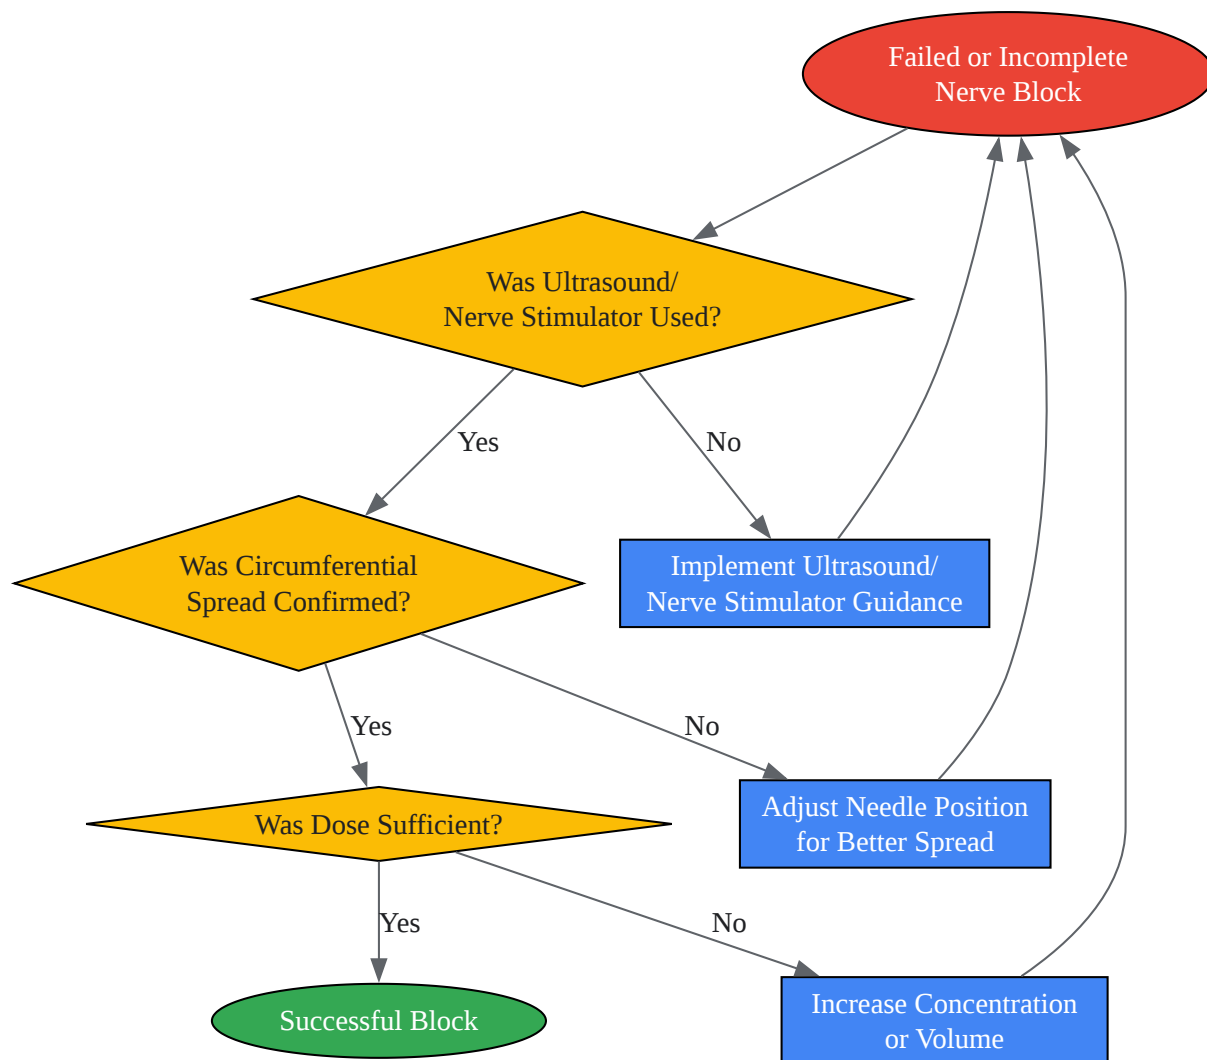 Failed or Incomplete
Nerve Block
Was Ultrasound/
Nerve Stimulator Used?
Yes
No
Was Circumferential
Spread Confirmed?
Implement Ultrasound/
Nerve Stimulator Guidance
Yes
No
Was Dose Sufficient?
Adjust Needle Position
for Better Spread
Yes
No
Successful Block
Increase Concentration
or Volume